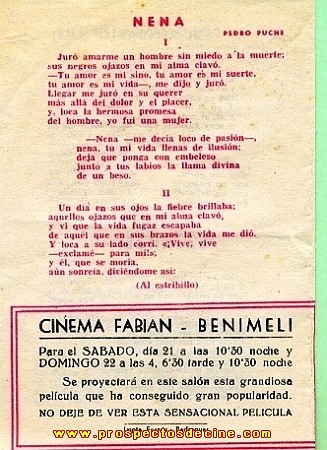 NENA
PEDRO PUCHE
I
Juró amarme un hombre sin miedo a la muerte;
sus negros ojazos en mi alma clavó.
—Tu amor es mi sino, tu amor es mi suerte,
tu amor es mi vida—, me dijo y juró.
Llegar me juró en su querer
más allá del dolor y el placer,
y, loca la hermosa promesa
del hombre, yo fui una mujer.
—Nena —me decía loco de pasión—,
nena, tu mi vida llenas de ilusión;
deja que ponga con embeleso
junto a tus labios la llama divina
de un beso.
II
Un día en sus ojos la fiebre brillaba;
aquellos ojazos que en mi alma clavó,
y vi que la vida fugaz escapaba
de aquél que en sus brazos la vida me dió.
Y loca a su lado corrí. «¡Vive, vive
—exclamé— para mí!»;
y él, que se moría,
aún sonreía, diciéndome así:
(Al estribillo)
CINEMA FABIAN - BENIMELI
Para el SABADO, día 21 a las 10'30 noche y
DOMINGO 22 a las 4, 6'30 tarde y 10'30 noche
Se proyectará en este salón esta grandiosa
película que ha conseguido gran popularidad.
NO DEJE DE VER ESTA SENSACIONAL PELICULA
www.prospectosdecine.com